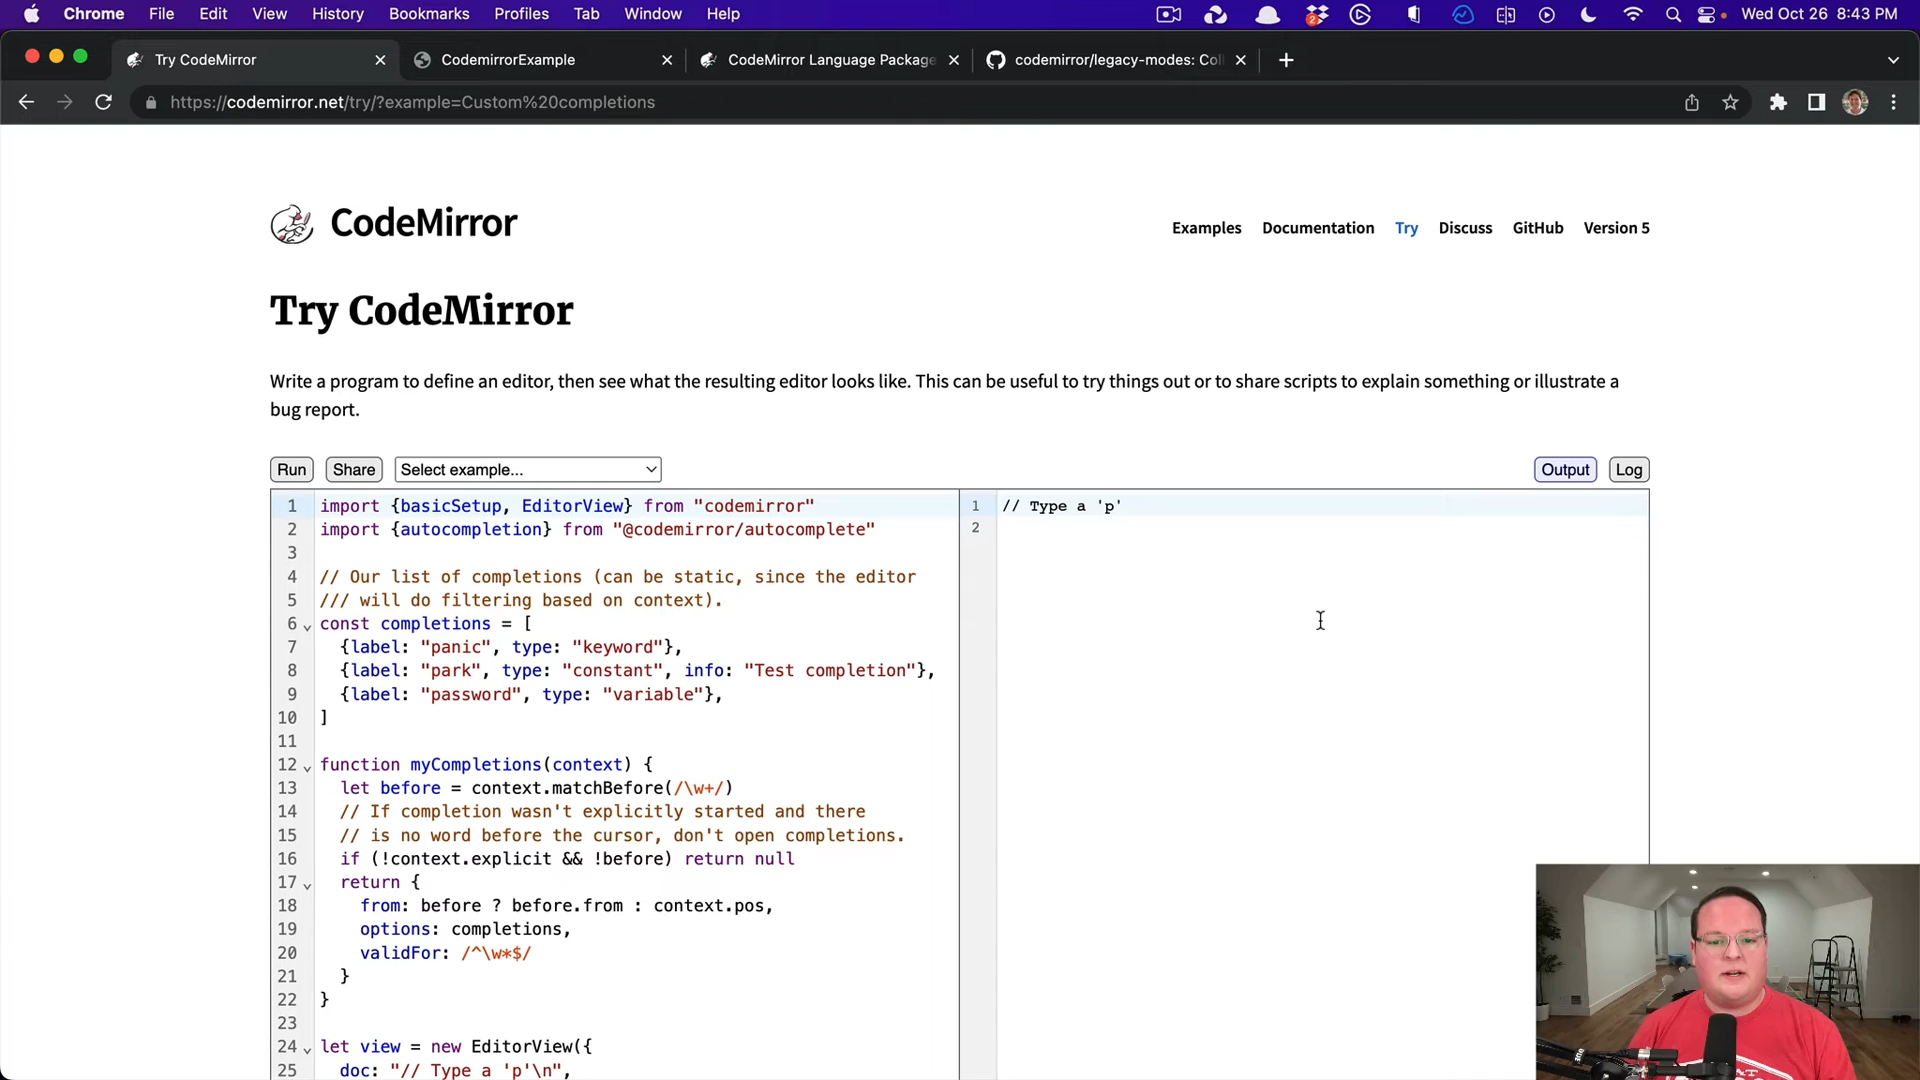 Chrome File Edit View History Bookmarks Profiles Tab Window Help
2
Wed Oct 26 8:43 PM
Try CodeMirror
CodemirrorExample
CodeMirror Language Package
codemirror/legacy-modes: Coll
https://codemirror.net/try/?example=Custom%20completions
CodeMirror
Examples Documentation Try Discuss GitHub Version 5
Try CodeMirror
Write a program to define an editor, then see what the resulting editor looks like. This can be useful to try things out or to share scripts to explain something or illustrate a
bug report.
Run Share Select example...
Output Log
1 import {basicSetup, EditorView} from "codemirror"
2 import {autocompletion} from "@codemirror/autocomplete"
3
4 // Our list of completions (can be static, since the editor
5 /// will do filtering based on context).
6 const completions = [
7 {label: "panic", type: "keyword"},
8 {label: "park", type: "constant", info: "Test completion"},
9 {label: "password", type: "variable"},
10 ]
11
12 function myCompletions(context) {
13 let before = context.matchBefore(/\w+/)
14 // If completion wasn't explicitly started and there
15 // is no word before the cursor, don't open completions.
16 if (!context.explicit && !before) return null
17 return {
18 from: before ? before.from : context.pos,
19 options: completions,
20 validFor: /^\w*$/
21 }
22 }
23
24 let view = new EditorView({
25 doc: "// Type a 'p'\n",
1 // Type a 'p'
2